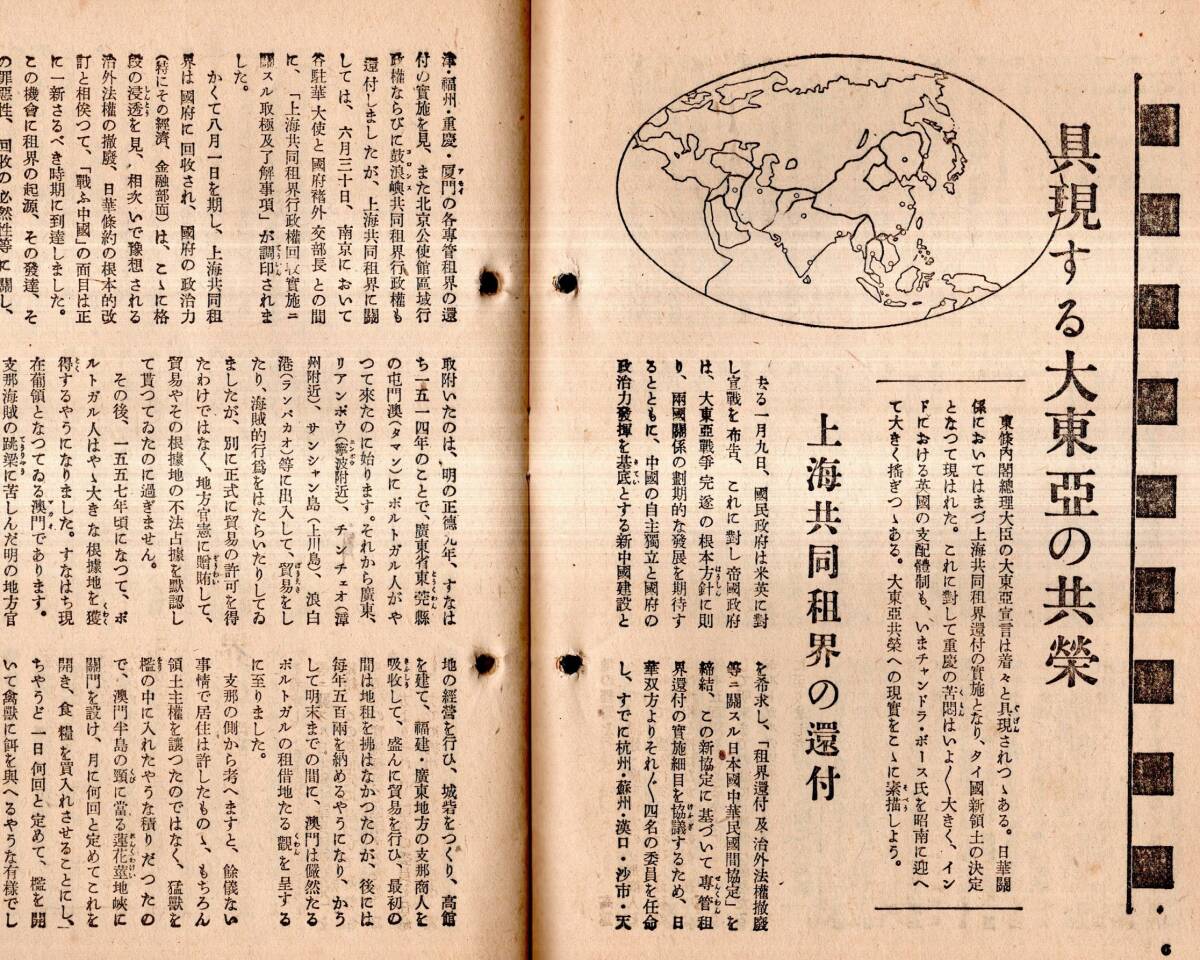 具現する大東亞の共榮
東條內閣總理大臣の大東亞宣言は着々と具現されつゝある。日華關
係においてはまづ上海共同租界還付の實施となり、タイ國新領土の決定
となつて現はれた。これに對して重慶の苦悶はいよ〱大きく、イン
ドにおける英國の支配體制も、いまチャンドラ・ボース氏を昭南に迎へ
て大きく搖ぎつゝある。大東亞共榮への現實をこゝに素描しよう。
上海共同租界の還付
去る一月九日、國民政府は米英に對
し宣戰を布告、これに對し帝國政府
は、大東亞戰爭完遂の根本方針に則
り、兩國關係の劃期的な發展を期待す
るとともに、中國の自主獨立と國府の
政治力發揮を基底とする新中國建設と
を希求し、「租界還付及治外法權撤廢
等ニ關スル日本國中華民國間協定」を
締結、この新協定に基づいて專管租
界還付の實施細目を協議するため、日
華双方よりそれ〲四名の委員を任命
し、すでに杭州・蘇州・漢口・沙市・天
津・福州・重慶・厦門の各專管租界の還
付の實施を見、また北京公使館區域行
政權ならびに鼓浪嶼共同租界行政權も
還付しましたが、上海共同租界に關
しては、六月三十日、南京において
谷駐華大使と國府褚外交部長との間
に、「上海共同租界行政權回收實施ニ
關スル取極及了解事項」が調印されま
した。
かくて八月一日を期し、上海共同租
界は國府に回收され、國府の政治力
(特にその經濟、金融部面)は、こゝに格
段の浸透を見、相次いで豫想される
治外法權の撤廢、日華條約の根本的改
訂と相俟つて、「戰ふ中國」の面目は正
に一新さるべき時期に到達しました。
この機會に租界の起源、その發達、そ
の罪惡性、回收の必然性等に關し、
取附いたのは、明の正德九年、すなは
ち一五一四年のことで、廣東省東莞縣
の屯門澳(タマン)にポルトガル人がや
つて來たのに始ります。それから廣東、
リアンポウ(寧波附近)、チンチェオ(漳
州附近)、サンシャン島(上川島)、浪白
港(ランパカオ)等に出入して、貿易をし
たり、海賊的行爲をはたらいたりしてゐ
ましたが、別に正式に貿易の許可を得
たわけではなく、地方官憲に贈賄して、
貿易やその根據地の不法占據を默認し
て貰つてゐたのに過ぎません。
その後、一五五七年頃になつて、ポ
ルトガル人はやゝ大きな根據地を獲
得するやうになりました。すなはち現
在葡領となつてゐる澳門であります。
支那海賊の跳梁に苦しんだ明の地方官
地の經營を行ひ、城砦をつくり、高館
を建て、福建・廣東地方の支那商人を
吸收して、盛んに貿易を行ひ、最初の
間は地租を拂はなかつたのが、後には
每年五百兩を納めるやうになり、かう
して明末までの間に、澳門は儼然たる
ポルトガルの租借地たる觀を呈する
に至りました。
支那の側から考へますと、餘儀ない
事情で居住は許したものゝ、もちろん
領土主權を讓つたのではなく、猛獸を
檻の中に入れたやうな積りだつたの
で、澳門半島の頸に當る蓮花莖地峽に
關門を設け、月に何回と定めてこれを
開き、食糧を買入れさせることにし、
ちやうど一日何回と定めて、檻を開
いて禽獸に餌を與へるやうな有樣でし
6